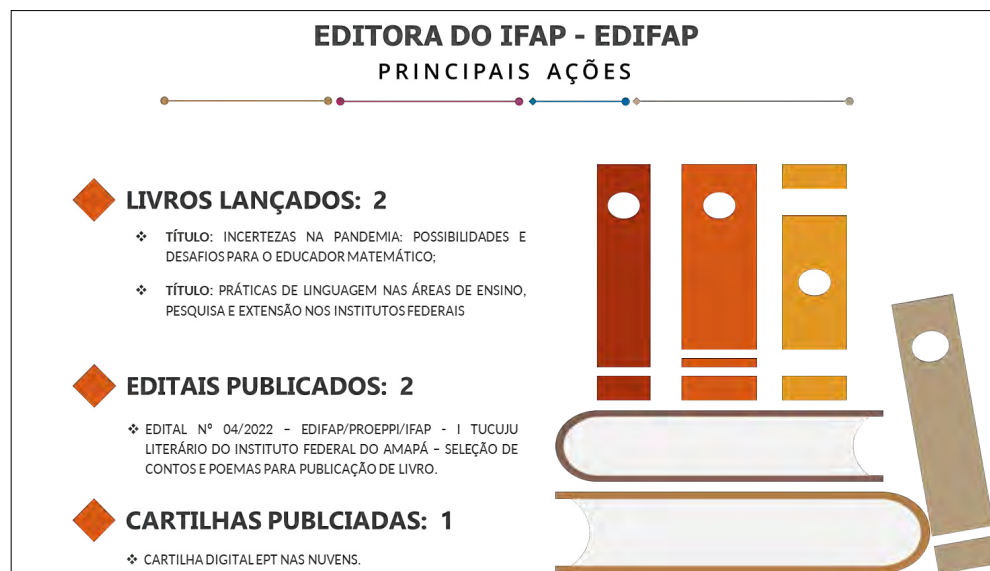 EDITORA DO IFAP - EDIFAP
PRINCIPAIS AÇÕES
LIVROS LANÇADOS: 2
❖ TÍTULO: INCERTEZAS NA PANDEMIA: POSSIBILIDADES E
DESAFIOS PARA O EDUCADOR MATEMÁTICO;
❖ TÍTULO: PRÁTICAS DE LINGUAGEM NAS ÁREAS DE ENSINO,
PESQUISA E EXTENSÃO NOS INSTITUTOS FEDERAIS
EDITAIS PUBLICADOS: 2
❖ EDITAL Nº 04/2022 – EDIFAP/PROEPPI/IFAP - I TUCUJU
LITERÁRIO DO INSTITUTO FEDERAL DO AMAPÁ – SELEÇÃO DE
CONTOS E POEMAS PARA PUBLICAÇÃO DE LIVRO.
CARTILHAS PUBLCIADAS: 1
❖ CARTILHA DIGITAL EPT NAS NUVENS.